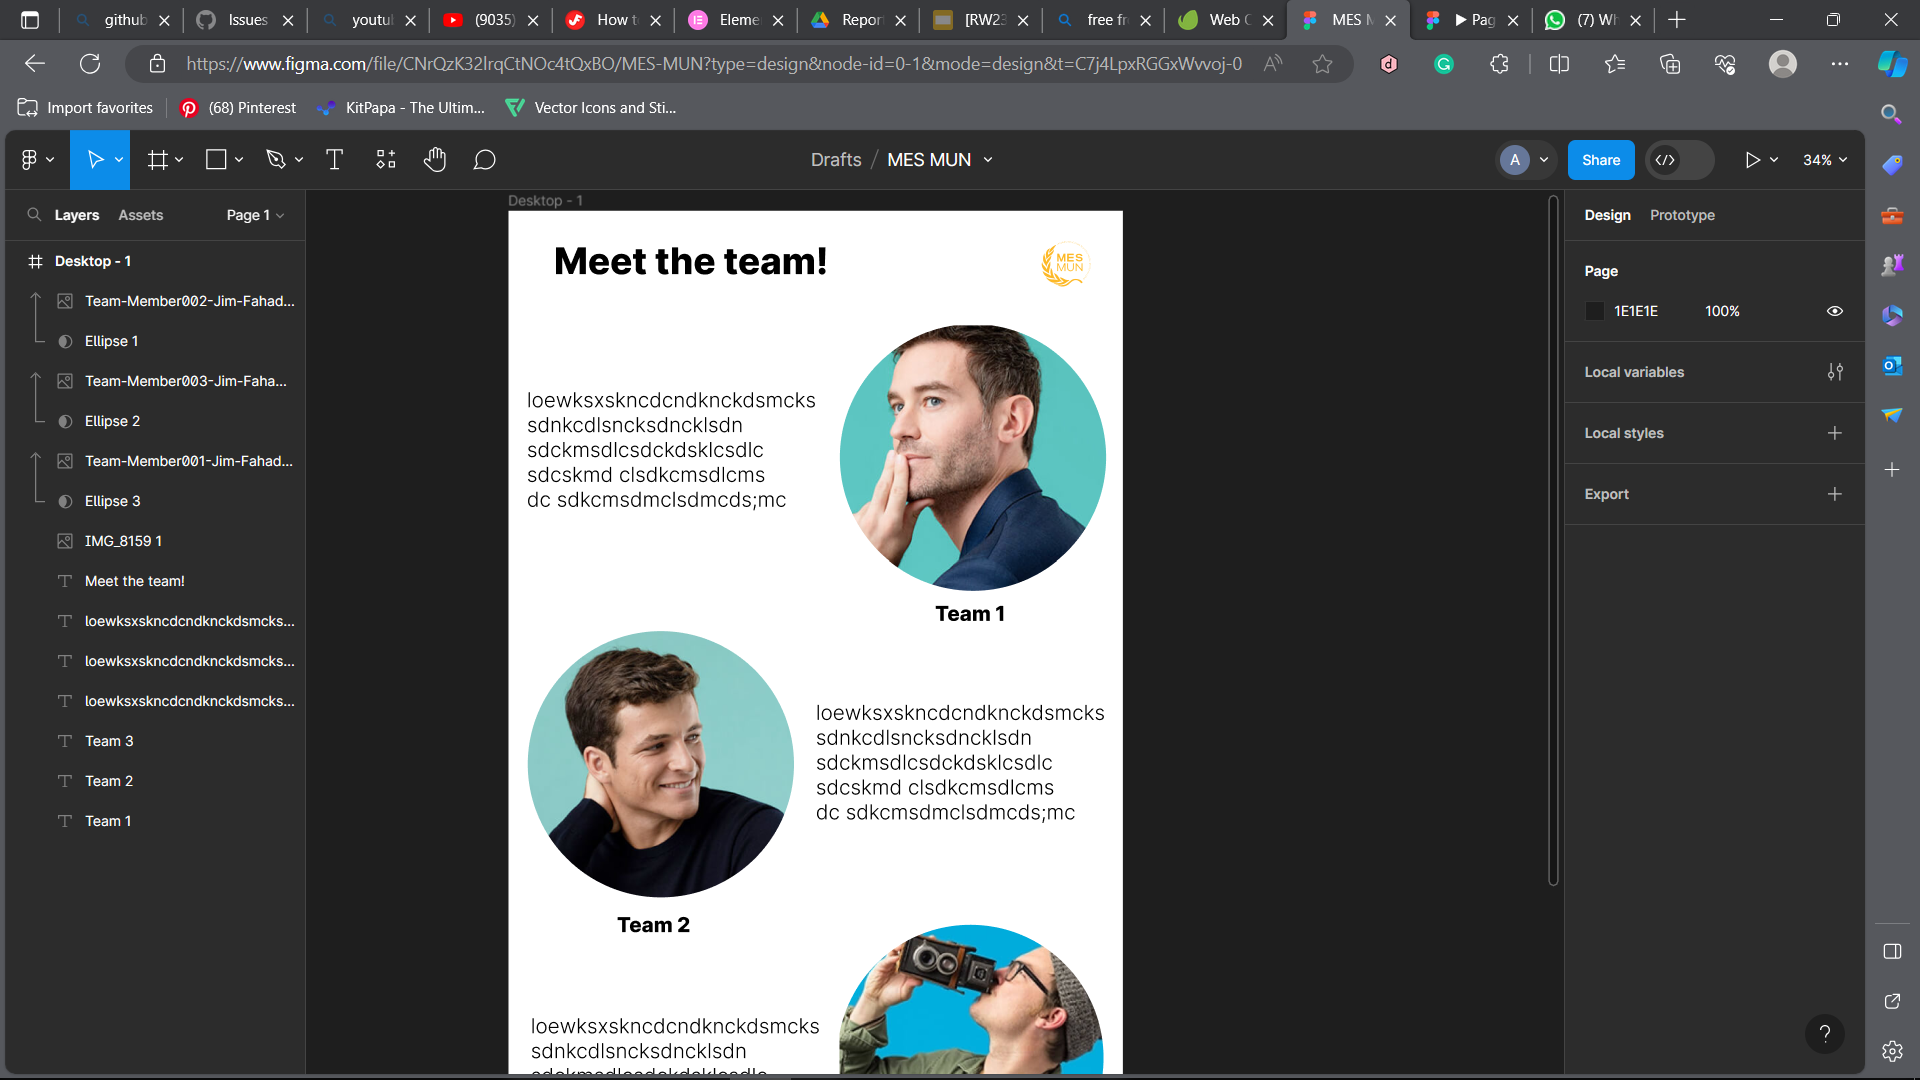 github
Issues
youtu
(9035)
How t
Eleme
Repor
[RW23
free fr
Web C
MES M
Pag
(7) Wh
https://www.figma.com/file/CNrQzK32lrqCtNOc4tQxBO/MES-MUN?type=design&node-id=0-1&mode=design&t=C7j4LpxRGGxWvvoj-0
Import favorites
(68) Pinterest
KitPapa - The Ultim...
Vector Icons and Sti...
Drafts / MES MUN
A
Share
34%
Layers
Assets
Page 1
Desktop - 1
Team-Member002-Jim-Fahad...
Ellipse 1
Team-Member003-Jim-Faha...
Ellipse 2
Team-Member001-Jim-Fahad...
Ellipse 3
IMG_8159 1
Meet the team!
loewksxskncdcndknckdsmcks...
loewksxskncdcndknckdsmcks...
loewksxskncdcndknckdsmcks...
Team 3
Team 2
Team 1
Desktop - 1
Meet the team!
MES
MUN
loewksxskncdcndknckdsmcks
sdnkcdlsncksdncklsdn
sdckmsdlcsdckdsklcsdlc
sdcskmd clsdkcmsdlcms
dc sdkcmsdmclsdmcds;mc
Team 1
loewksxskncdcndknckdsmcks
sdnkcdlsncksdncklsdn
sdckmsdlcsdckdsklcsdlc
sdcskmd clsdkcmsdlcms
dc sdkcmsdmclsdmcds;mc
Team 2
loewksxskncdcndknckdsmcks
sdnkcdlsncksdncklsdn
Design
Prototype
Page
1E1E1E
100%
Local variables
Local styles
Export
?